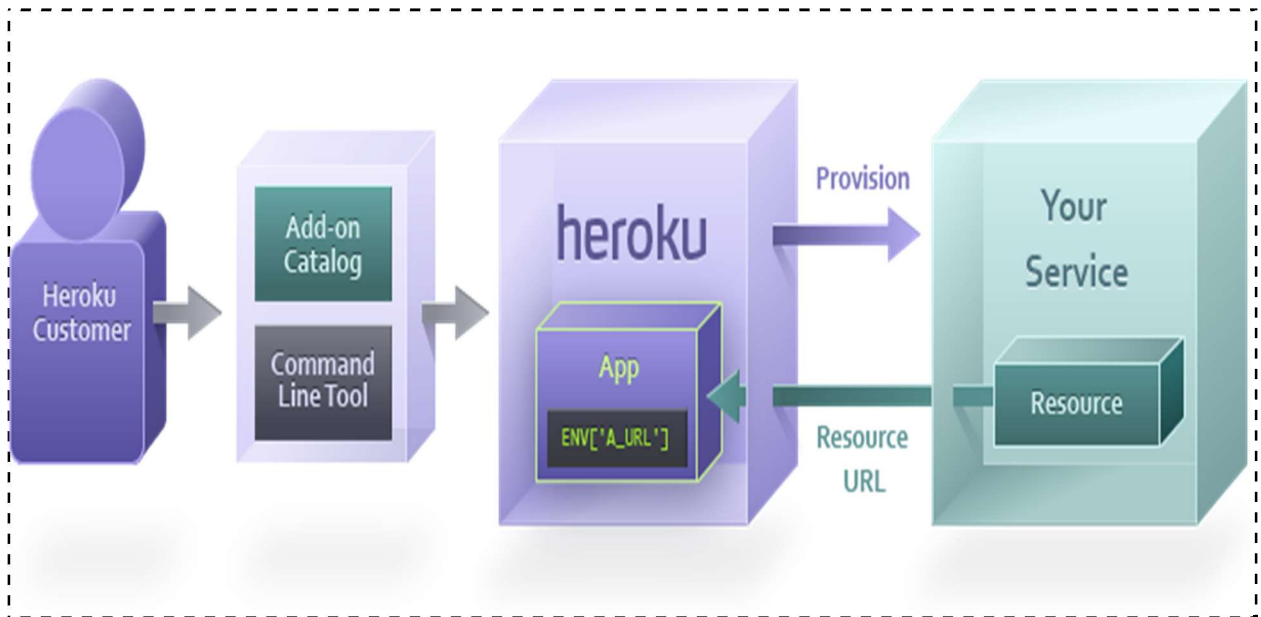 Heroku
Customer
Add-on
Catalog
Command
Line Tool
heroku
App
ENV['A_URL']
Provision
Resource
URL
Your
Service
Resource